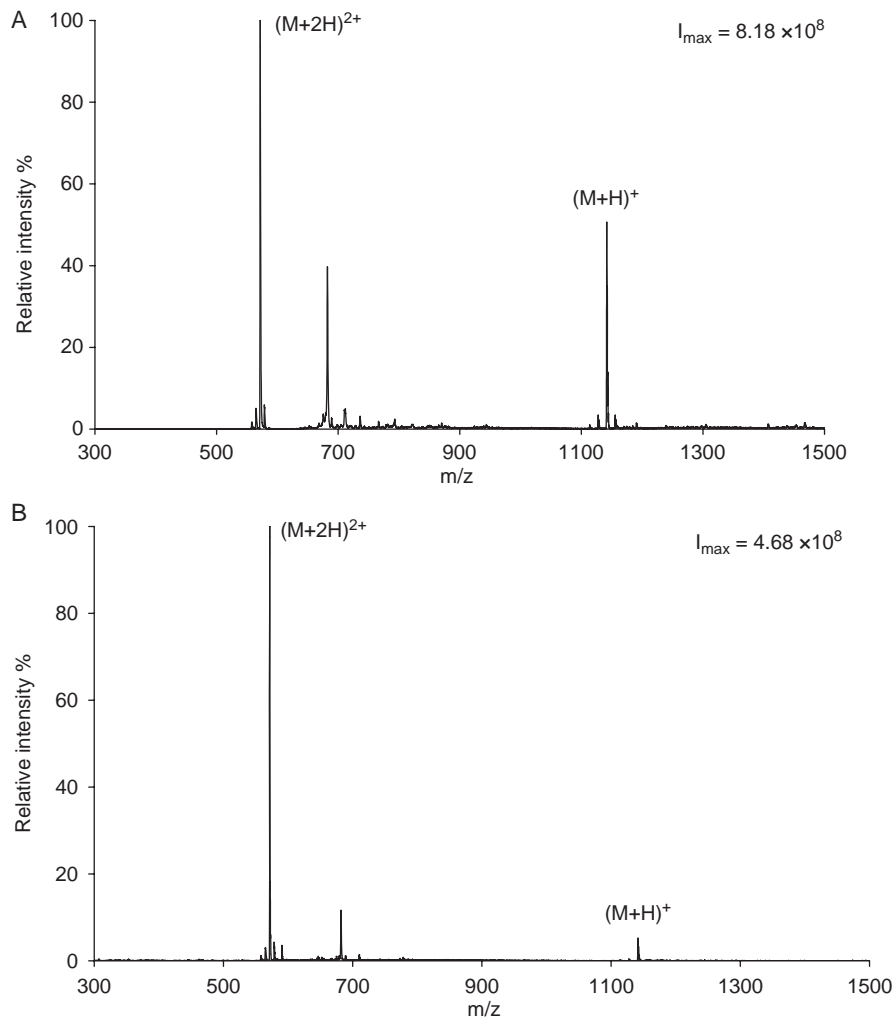 A
(M+2H)²⁺
I_max = 8.18 ×10⁸
(M+H)⁺
Relative intensity %
100
80
60
40
20
0
300 500 700 900 1100 1300 1500
m/z
B
(M+2H)²⁺
I_max = 4.68 ×10⁸
(M+H)⁺
Relative intensity %
100
80
60
40
20
0
300 500 700 900 1100 1300 1500
m/z